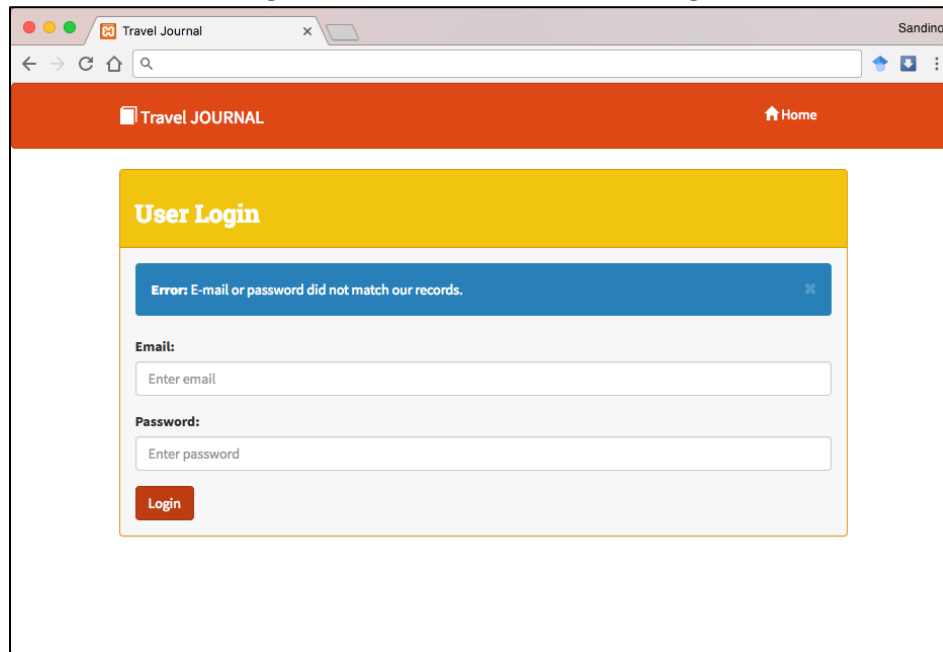 Travel Journal
Sandino
Travel JOURNAL
Home
User Login
Error: E-mail or password did not match our records.
Email:
Enter email
Password:
Enter password
Login